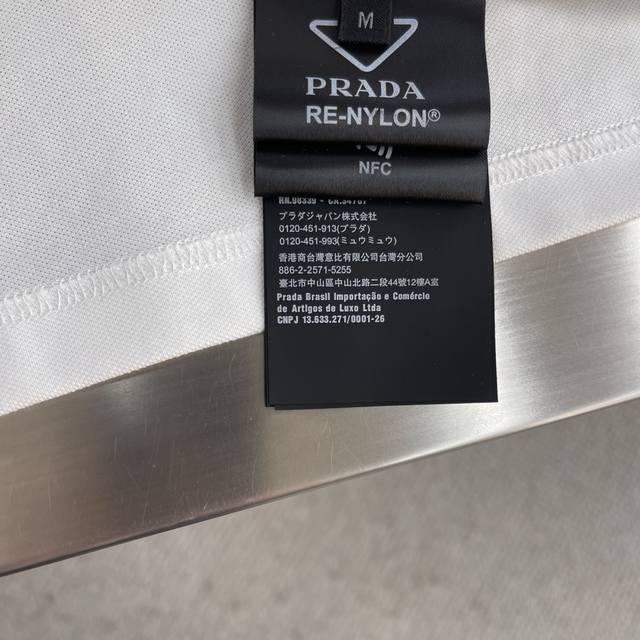 M
PRADA
RE-NYLON®
NFC
RN.96339 - CA.34767
プラダジャパン株式会社
0120-451-913(プラダ)
0120-451-993(ミュウミュウ)
香港商台灣意比有限公司台灣分公司
886-2-2571-5255
臺北市中山區中山北路二段44號12樓A室
Prada Brasil Importação e Comércio
de Artigos de Luxo Ltda
CNPJ 13.633.271/0001-26